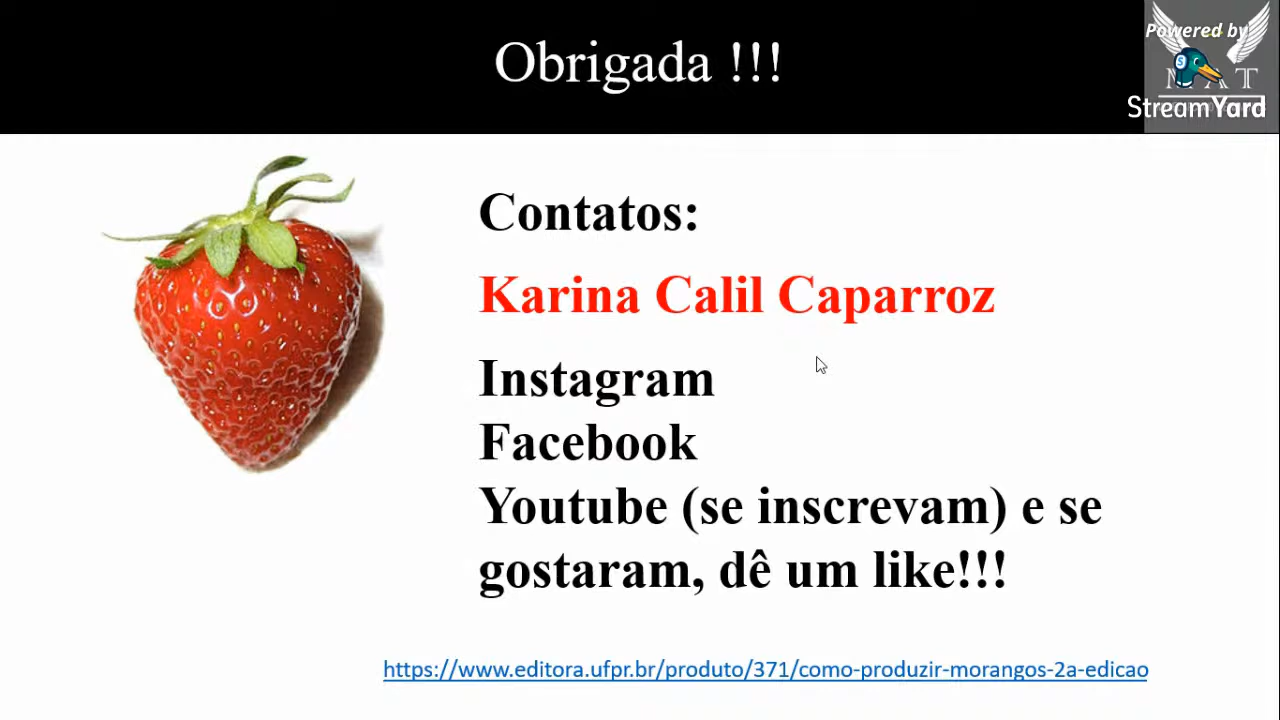 Obrigada !!!
Powered by
StreamYard
Contatos:
Karina Calil Caparroz
Instagram
Facebook
Youtube (se inscrevam) e se
gostaram, dê um like!!!
https://www.editora.ufpr.br/produto/371/como-produzir-morangos-2a-edicao